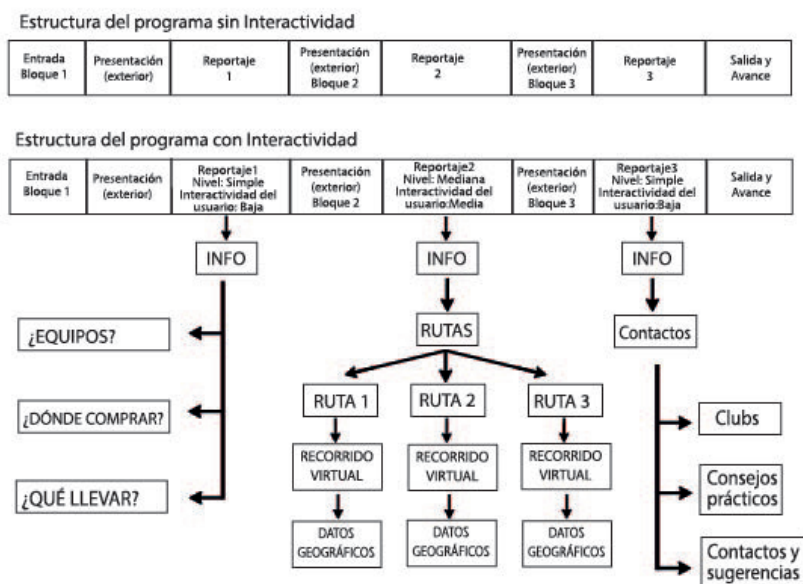 Estructura del programa sin Interactividad
Entrada
Bloque 1
Presentación
(exterior)
Reportaje
1
Presentación
(exterior)
Bloque 2
Reportaje
2
Presentación
(exterior)
Bloque 3
Reportaje
3
Salida y
Avance
Estructura del programa con Interactividad
Entrada
Bloque 1
Presentación
(exterior)
Reportaje1
Nivel: Simple
Interactividad del
usuario: Baja
Presentación
(exterior)
Bloque 2
Reportaje2
Nivel: Mediana
Interactividad del
usuario:Media
Presentación
(exterior)
Bloque 3
Reportaje3
Nivel: Simple
Interactividad del
usuario:Baja
Salida y
Avance
INFO
INFO
INFO
¿EQUIPOS?
RUTAS
Contactos
¿DÓNDE COMPRAR?
RUTA 1
RUTA 2
RUTA 3
Clubs
RECORRIDO
VIRTUAL
RECORRIDO
VIRTUAL
RECORRIDO
VIRTUAL
Consejos
prácticos
¿QUÉ LLEVAR?
DATOS
GEOGRÁFICOS
DATOS
GEOGRÁFICOS
DATOS
GEOGRÁFICOS
Contactos y
sugerencias